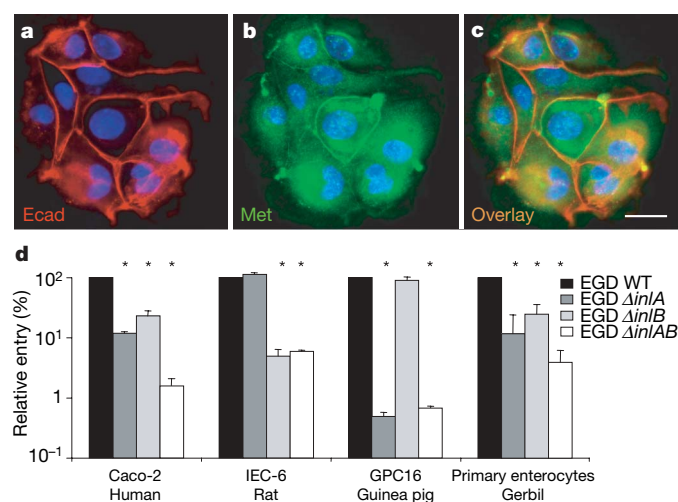 a
b
c
Ecad
Met
Overlay
d
* * * * * * * * * *
10²
10¹
1
10⁻¹
Relative entry (%)
EGD WT
EGD ΔinlA
EGD ΔinlB
EGD ΔinlAB
Caco-2
Human
IEC-6
Rat
GPC16
Guinea pig
Primary enterocytes
Gerbil